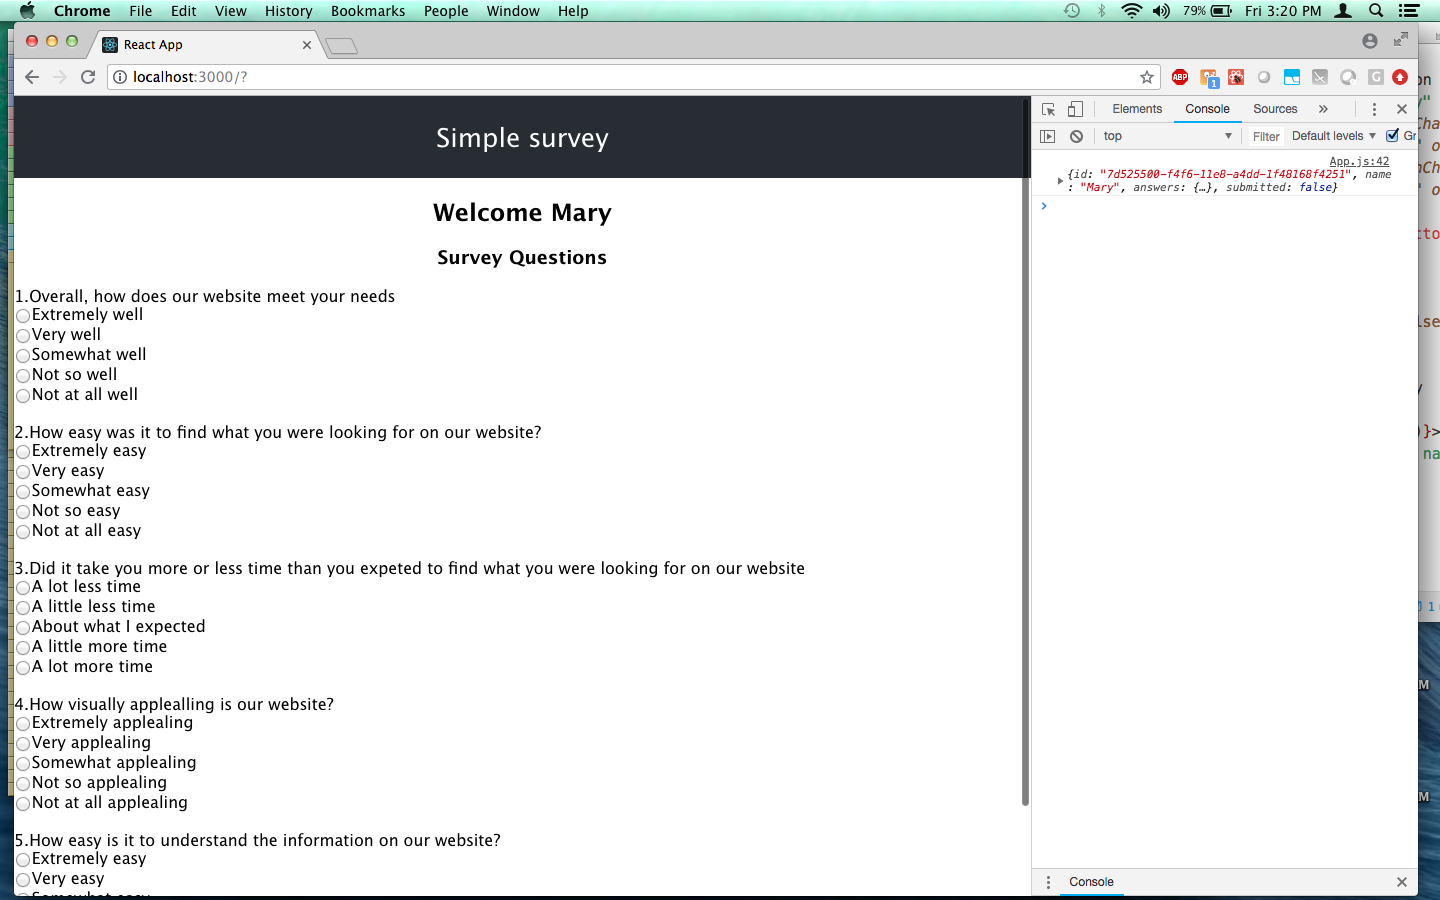 Chrome File Edit View History Bookmarks People Window Help 79% Fri 3:20 PM
React App
localhost:3000/?
ABP 1 G
Simple survey
Welcome Mary
Survey Questions
1.Overall, how does our website meet your needs
Extremely well
Very well
Somewhat well
Not so well
Not at all well
2.How easy was it to find what you were looking for on our website?
Extremely easy
Very easy
Somewhat easy
Not so easy
Not at all easy
3.Did it take you more or less time than you expeted to find what you were looking for on our website
A lot less time
A little less time
About what I expected
A little more time
A lot more time
4.How visually applealling is our website?
Extremely applealing
Very applealing
Somewhat applealing
Not so applealing
Not at all applealing
5.How easy is it to understand the information on our website?
Extremely easy
Very easy
Somewhat easy
Elements Console Sources »
top Filter Default levels Gr
App.js:42
{id: "7d525500-f4f6-11e8-a4dd-1f48168f4251", name
: "Mary", answers: {…}, submitted: false}
Console